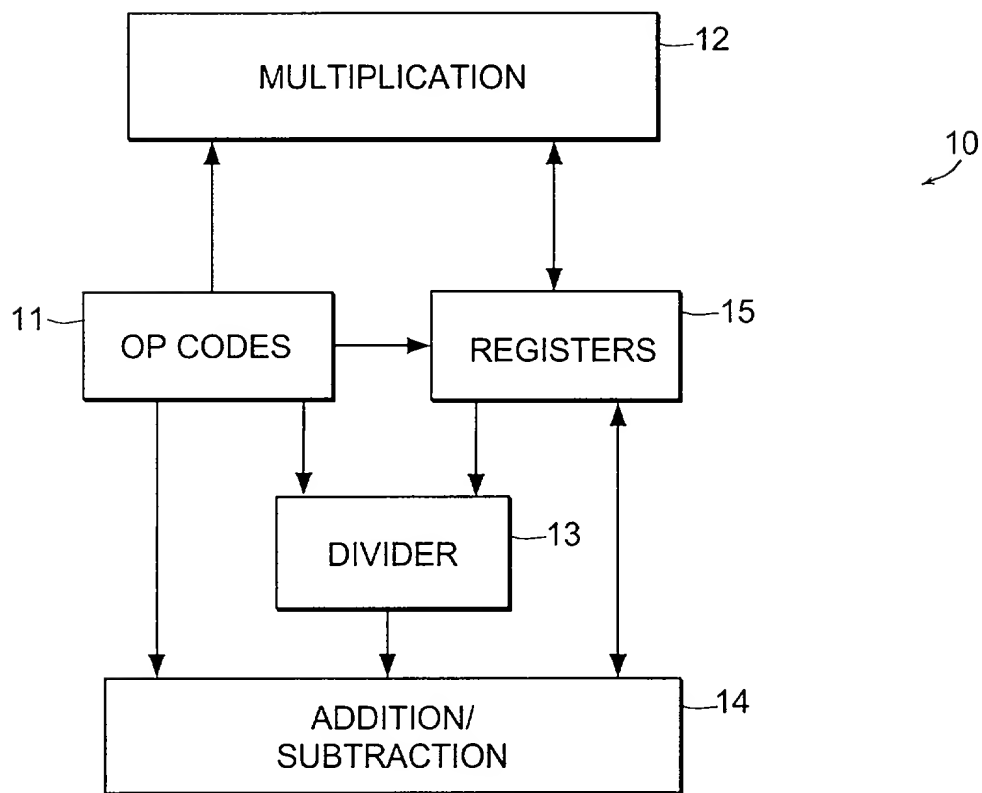 MULTIPLICATION
12
10
11
OP CODES
REGISTERS
15
DIVIDER
13
ADDITION/
SUBTRACTION
14